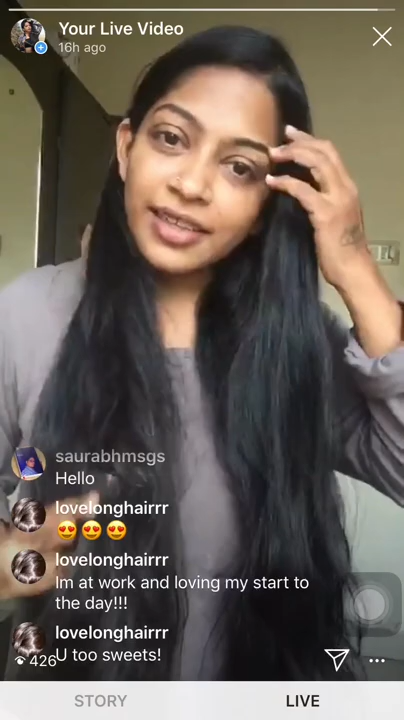 Your Live Video
16h ago
saurabhmsgs
Hello
lovelonghairrr
😍😍😍
lovelonghairrr
Im at work and loving my start to
the day!!!
lovelonghairrr
426
U too sweets!
STORY
LIVE